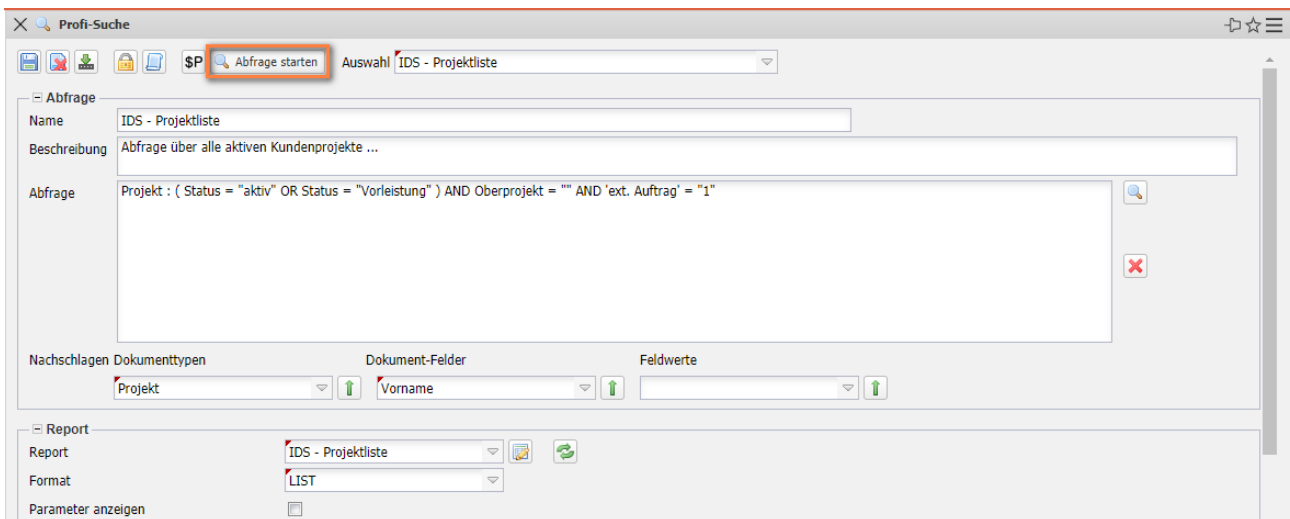 Profi-Suche
$P Abfrage starten Auswahl IDS - Projektliste
Abfrage
Name IDS - Projektliste
Beschreibung Abfrage über alle aktiven Kundenprojekte ...
Abfrage Projekt : ( Status = "aktiv" OR Status = "Vorleistung" ) AND Oberprojekt = "" AND 'ext. Auftrag' = "1"
Nachschlagen Dokumenttypen Dokument-Felder Feldwerte
Projekt Vorname
Report
Report IDS - Projektliste
Format LIST
Parameter anzeigen